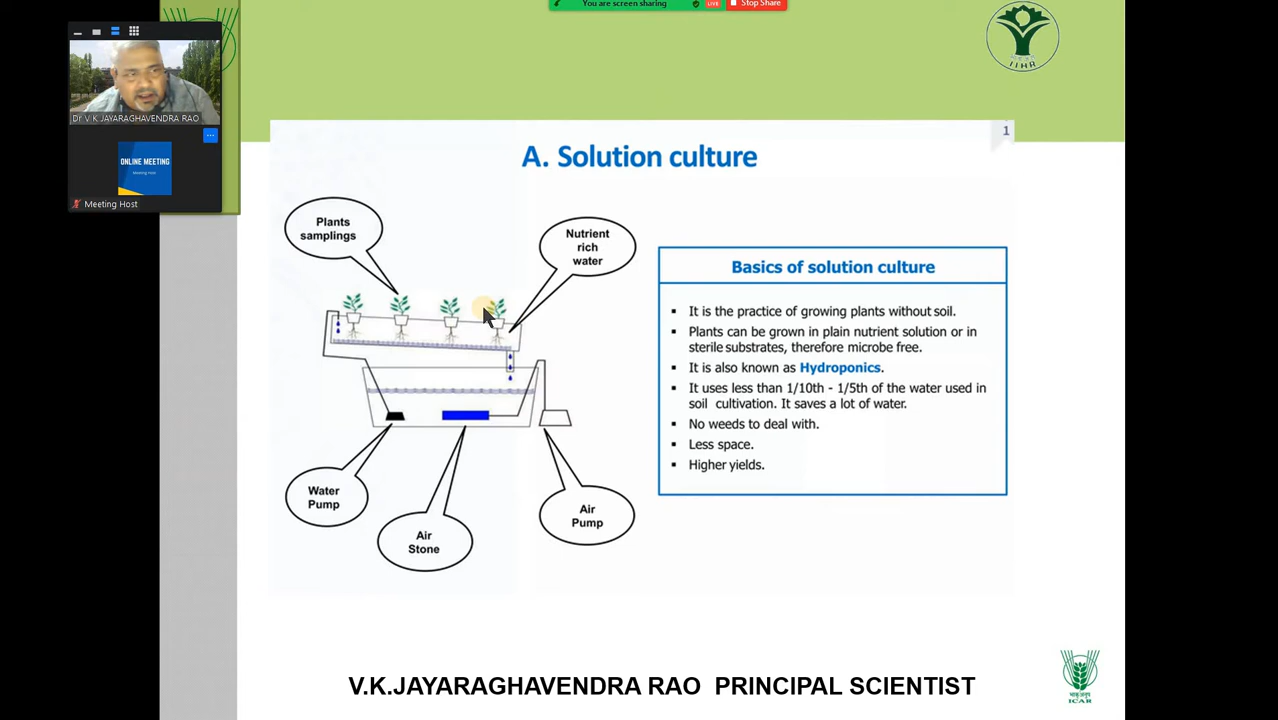 You are screen sharing
LIVE
Stop Share
Dr V K JAYARAGHAVENDRA RAO
ONLINE MEETING
Meeting Host
Meeting Host
IIHR
1
A. Solution culture
Plants
samplings
Nutrient
rich
water
Water
Pump
Air
Stone
Air
Pump
Basics of solution culture
▪ It is the practice of growing plants without soil.
▪ Plants can be grown in plain nutrient solution or in
sterile substrates, therefore microbe free.
▪ It is also known as Hydroponics.
▪ It uses less than 1/10th - 1/5th of the water used in
soil cultivation. It saves a lot of water.
▪ No weeds to deal with.
▪ Less space.
▪ Higher yields.
V.K.JAYARAGHAVENDRA RAO PRINCIPAL SCIENTIST
ICAR